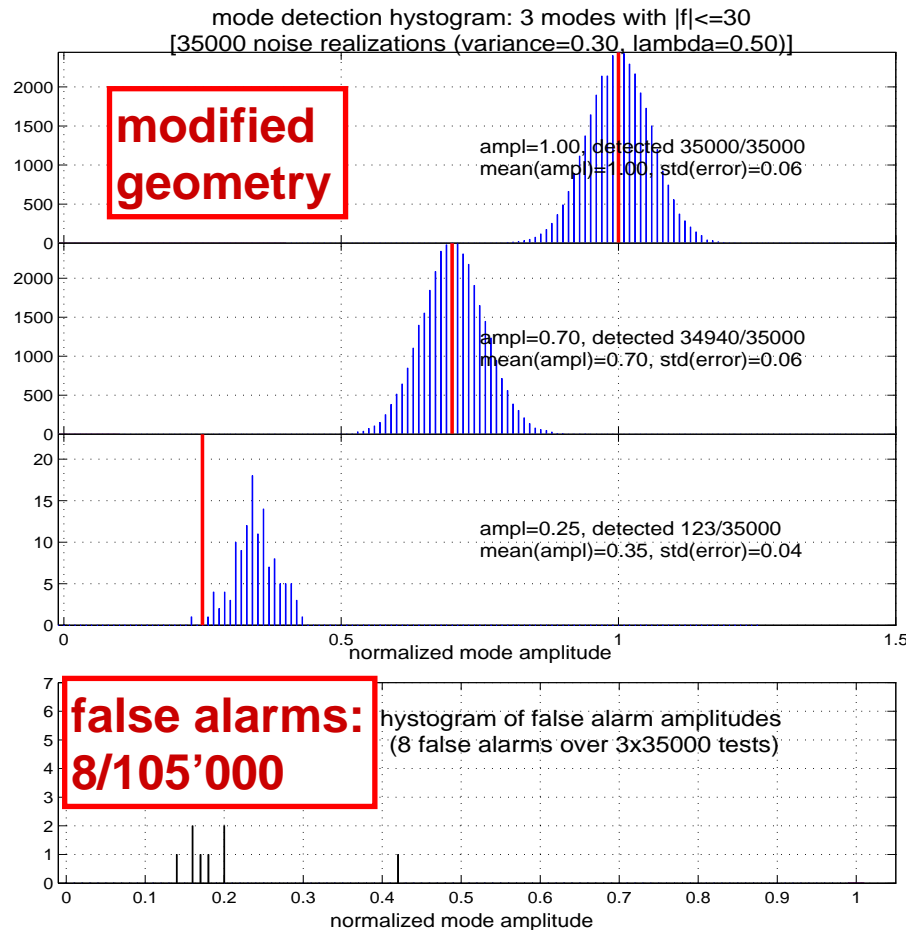 mode detection hystogram: 3 modes with |f|<=30
[35000 noise realizations (variance=0.30, lambda=0.50)]
modified
geometry
2000
1500
1000
500
0
ampl=1.00, detected 35000/35000
mean(ampl)=1.00, std(error)=0.06
2000
1500
1000
500
0
ampl=0.70, detected 34940/35000
mean(ampl)=0.70, std(error)=0.06
20
15
10
5
0
ampl=0.25, detected 123/35000
mean(ampl)=0.35, std(error)=0.04
0 0.5 1 1.5
normalized mode amplitude
false alarms:
8/105’000
7
6
5
4
3
2
1
0
hystogram of false alarm amplitudes
(8 false alarms over 3x35000 tests)
0 0.1 0.2 0.3 0.4 0.5 0.6 0.7 0.8 0.9 1
normalized mode amplitude